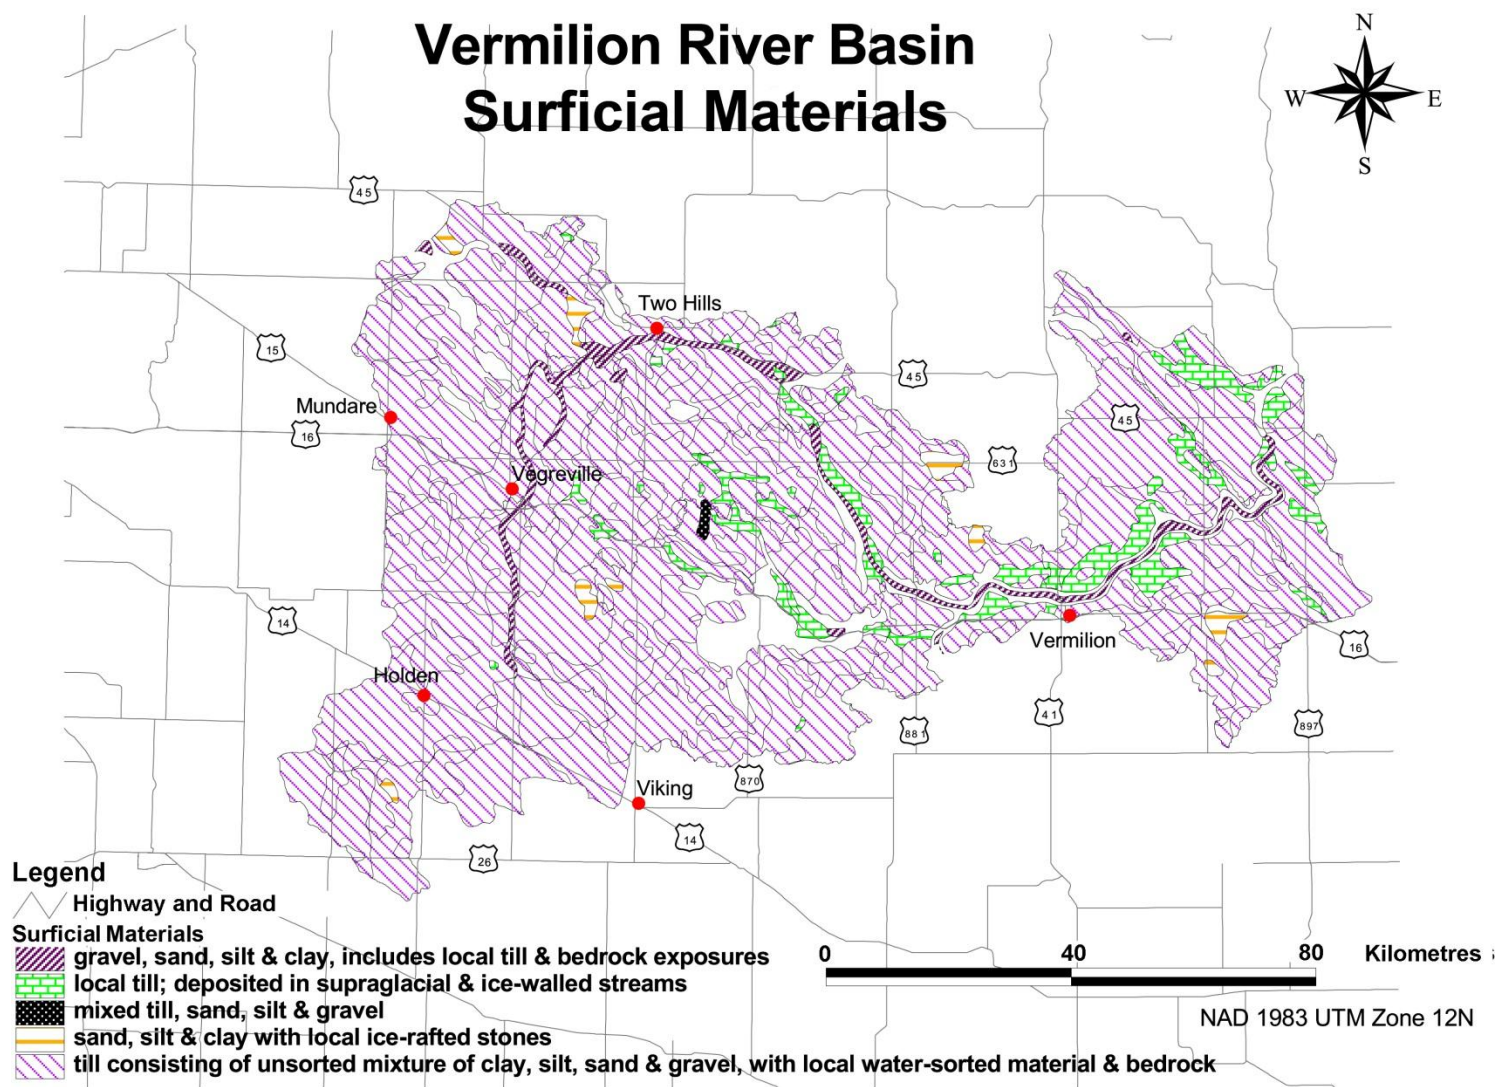 Vermilion River Basin
Surficial Materials
N
W E
S
45
Two Hills
15
45
Mundare
16
45
631
Vegreville
14
Vermilion
16
Holden
41
881
897
870
Viking
14
26
Legend
Highway and Road
Surficial Materials
gravel, sand, silt & clay, includes local till & bedrock exposures
local till; deposited in supraglacial & ice-walled streams
mixed till, sand, silt & gravel
sand, silt & clay with local ice-rafted stones
till consisting of unsorted mixture of clay, silt, sand & gravel, with local water-sorted material & bedrock
0 40 80 Kilometres
NAD 1983 UTM Zone 12N